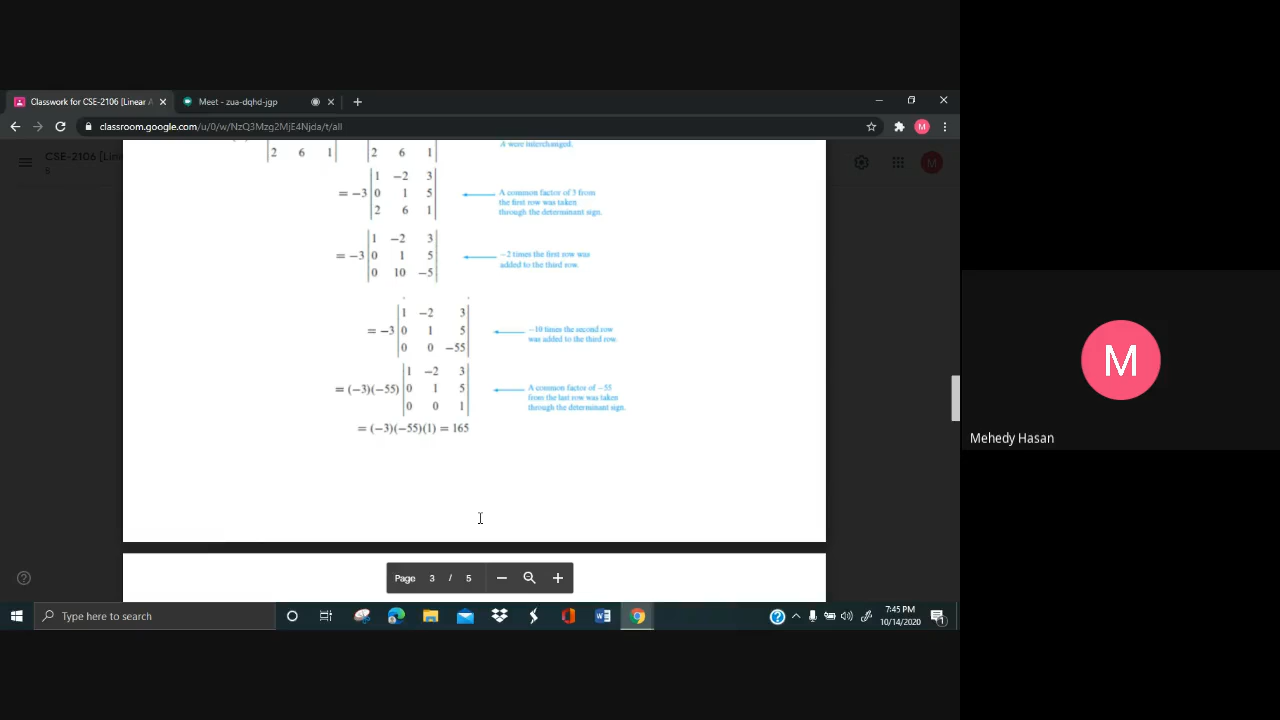 Classwork for CSE-2106 [Linear A
Meet - zua-dqhd-jgp
classroom.google.com/u/0/w/NzQ3Mzg2MjE4Njda/t/all
CSE-2106 [Lin
A were interchanged.
2 6 1 2 6 1
1 −2 3
= −3 0 1 5
2 6 1
A common factor of 3 from
the first row was taken
through the determinant sign.
1 −2 3
= −3 0 1 5
0 10 −5
−2 times the first row was
added to the third row.
1 −2 3
= −3 0 1 5
0 0 −55
−10 times the second row
was added to the third row.
1 −2 3
= (−3)(−55) 0 1 5
0 0 1
A common factor of −55
from the last row was taken
through the determinant sign.
= (−3)(−55)(1) = 165
Page 3 / 5
M
Mehedy Hasan
Type here to search
7:45 PM
10/14/2020